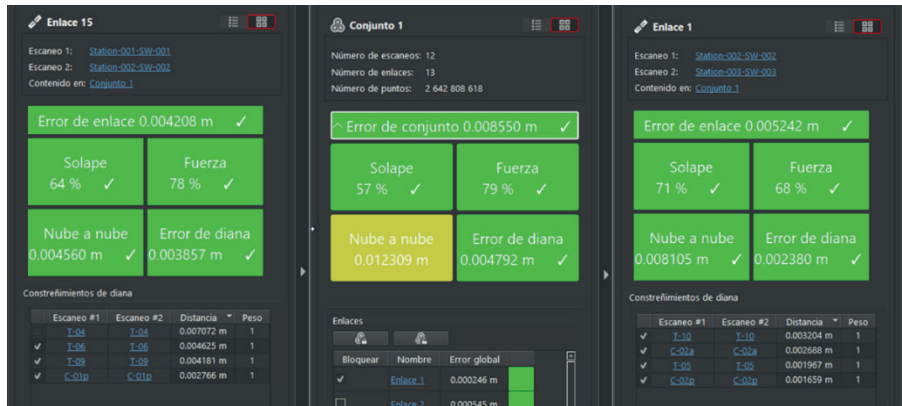 Enlace 15
Escaneo 1: Station-001-SW-001
Escaneo 2: Station-002-SW-002
Contenido en: Conjunto 1
Error de enlace 0.004208 m ✓
Solape Fuerza
64 % ✓ 78 % ✓
Nube a nube Error de diana
0.004560 m ✓ 0.003857 m ✓
Constreñimientos de diana
Escaneo #1 Escaneo #2 Distancia Peso
T-04 T-04 0.007072 m 1
✓ T-06 T-06 0.004625 m 1
✓ T-09 T-09 0.004181 m 1
✓ C-01p C-01p 0.002766 m 1
Conjunto 1
Número de escaneos: 12
Número de enlaces: 13
Número de puntos: 2 642 808 618
Error de conjunto 0.008550 m ✓
Solape Fuerza
57 % ✓ 79 % ✓
Nube a nube Error de diana
0.012309 m 0.004792 m ✓
Enlaces
Bloquear Nombre Error global
✓ Enlace 1 0.000246 m
Enlace 2 0.000545 m
Enlace 1
Escaneo 1: Station-002-SW-002
Escaneo 2: Station-003-SW-003
Contenido en: Conjunto 1
Error de enlace 0.005242 m ✓
Solape Fuerza
71 % ✓ 68 % ✓
Nube a nube Error de diana
0.008105 m ✓ 0.002380 m ✓
Constreñimientos de diana
Escaneo #1 Escaneo #2 Distancia Peso
✓ T-10 T-10 0.003204 m 1
✓ C-02a C-02a 0.002688 m 1
✓ T-05 T-05 0.001967 m 1
✓ C-02p C-02p 0.001659 m 1